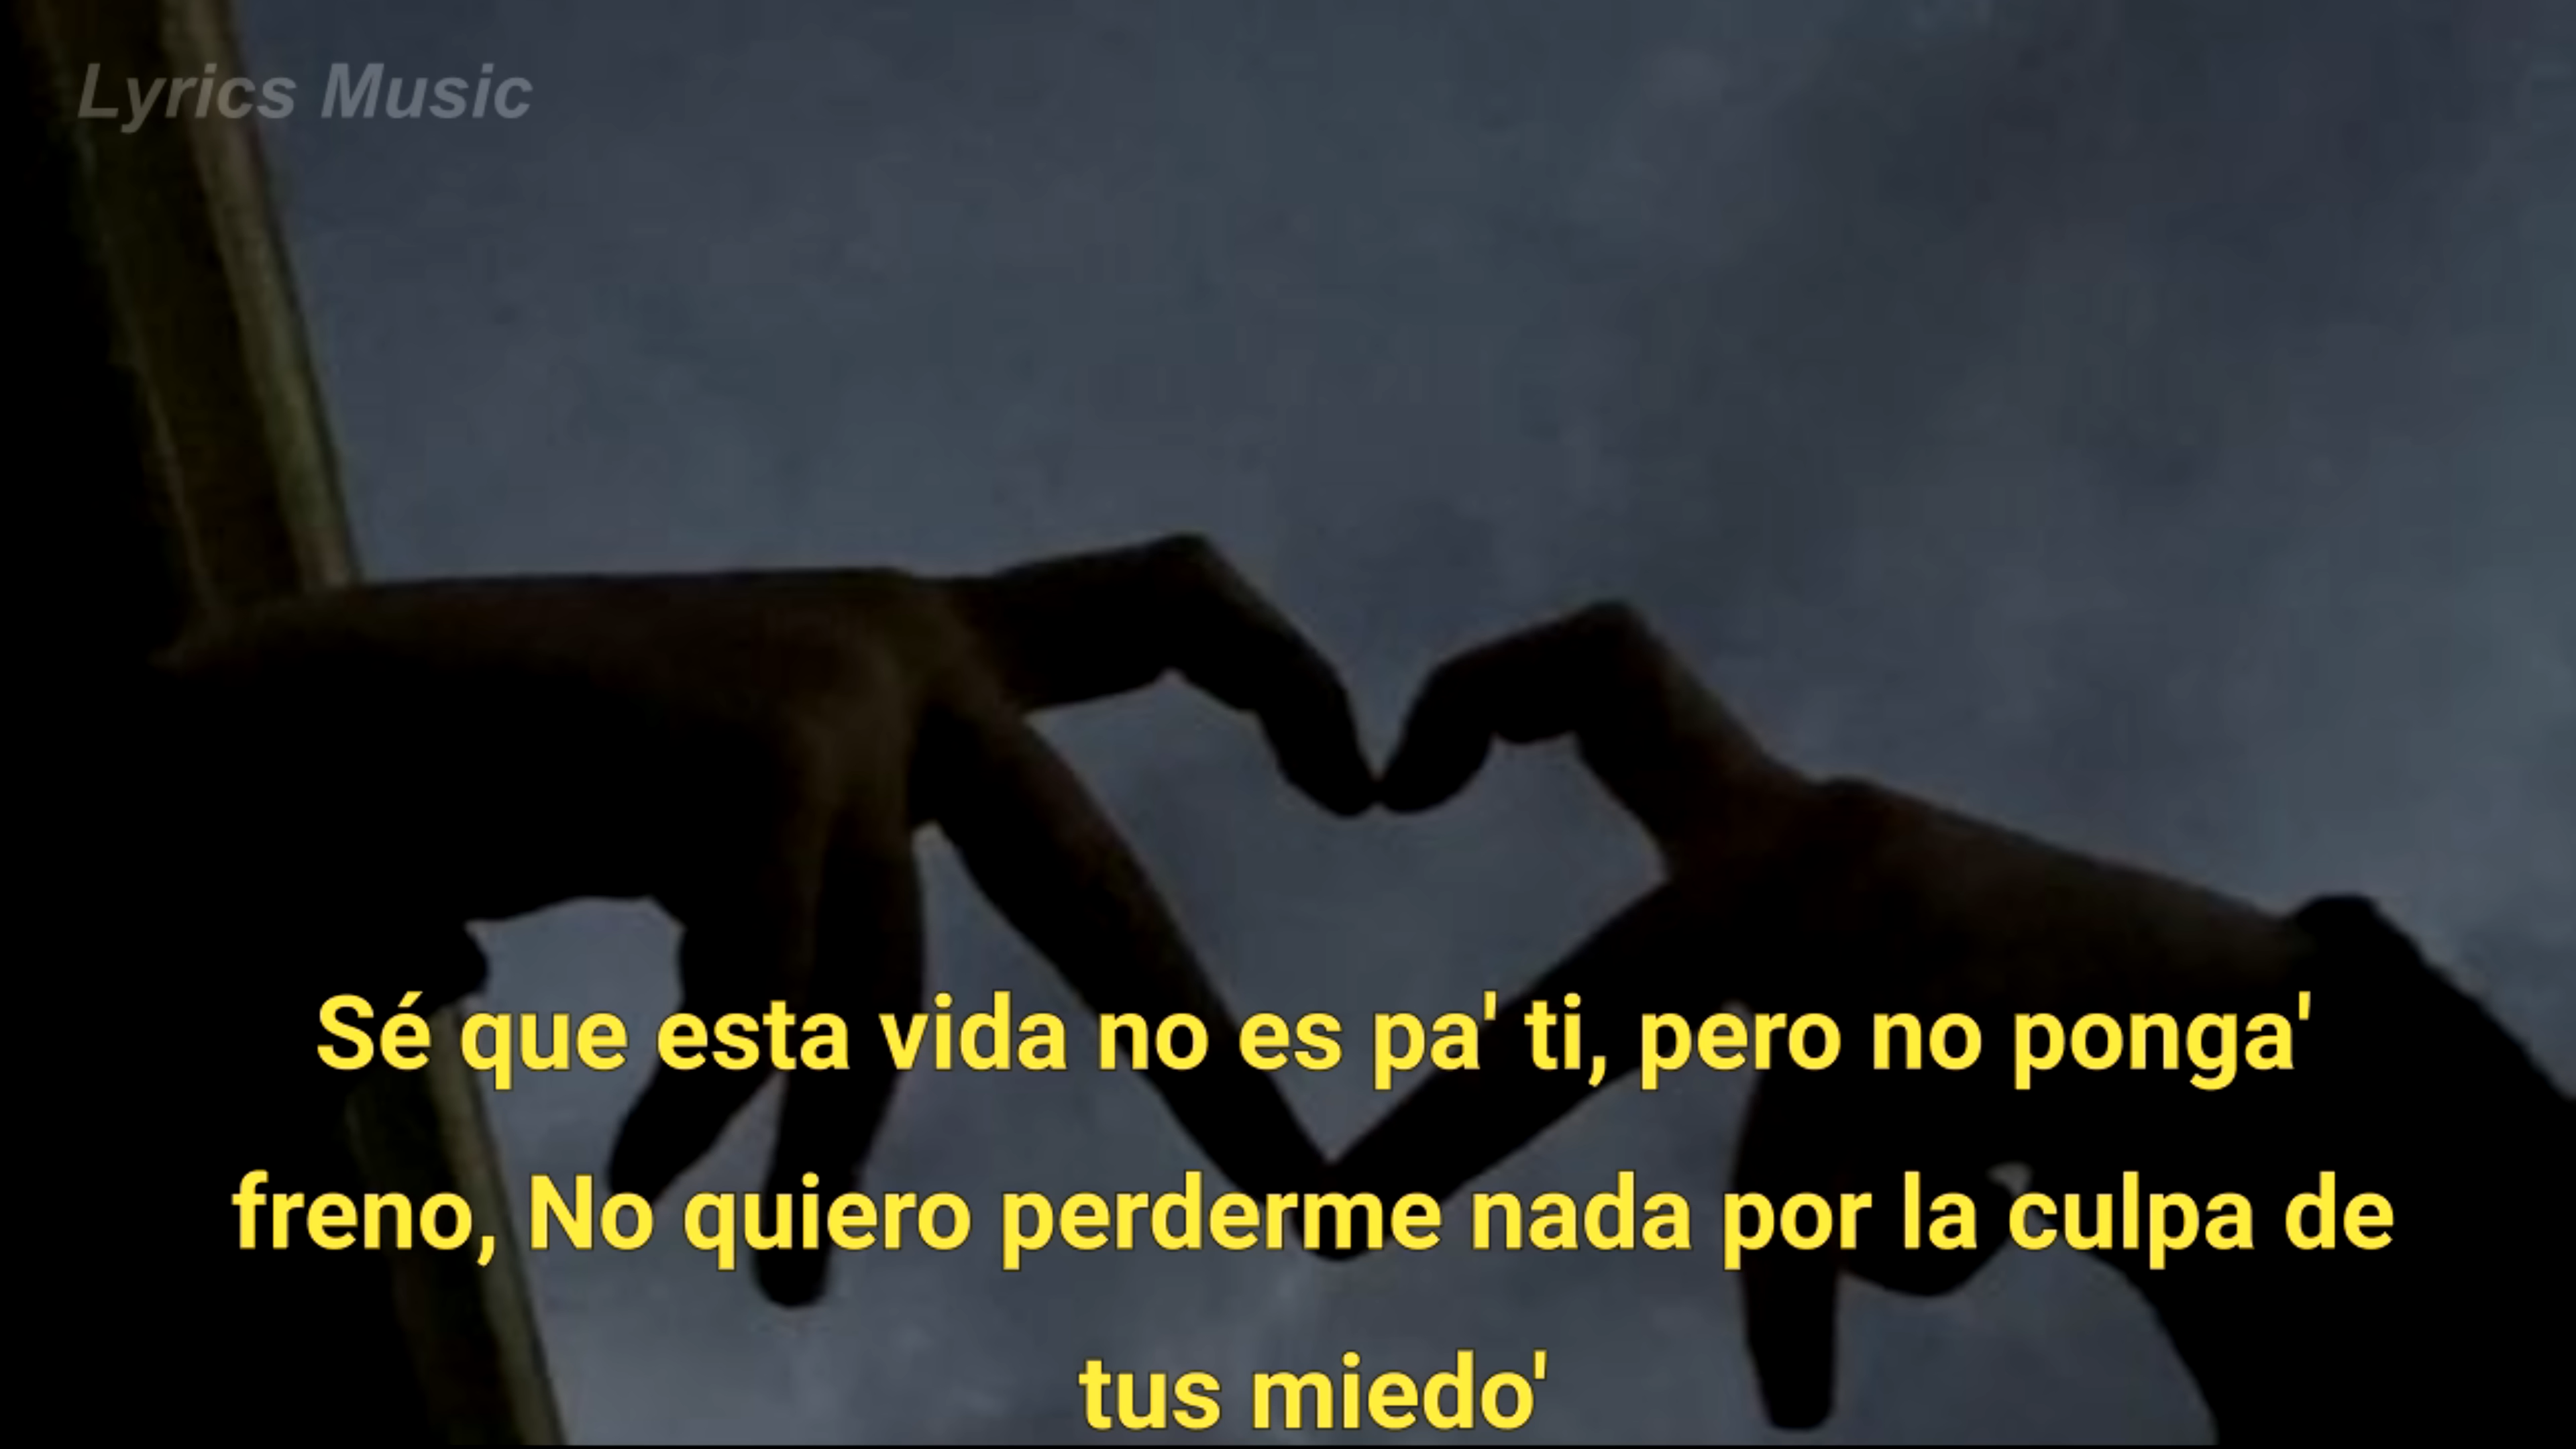 Lyrics Music
Sé que esta vida no es pa' ti, pero no ponga'
freno, No quiero perderme nada por la culpa de
tus miedo'